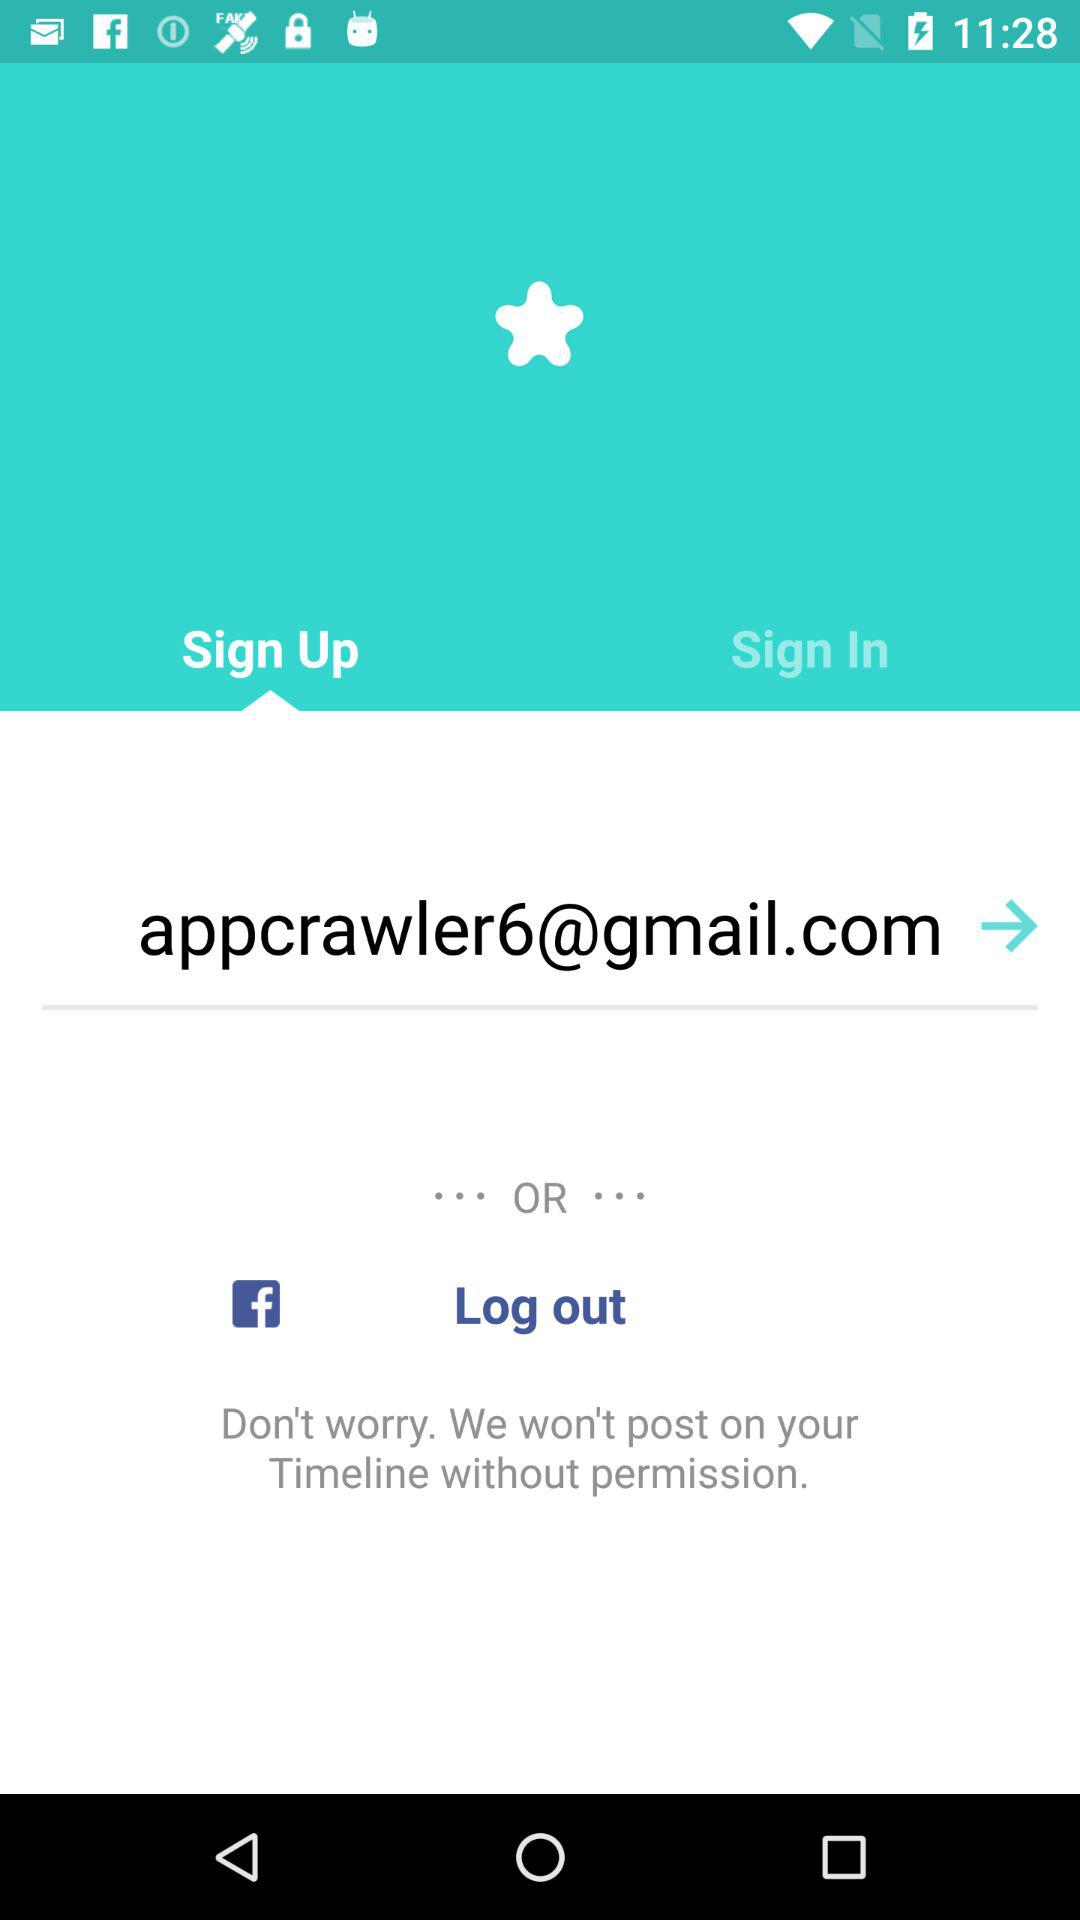 FAKE
11:28
Sign Up
Sign In
appcrawler6@gmail.com
... OR ...
Log out
Don't worry. We won't post on your
Timeline without permission.